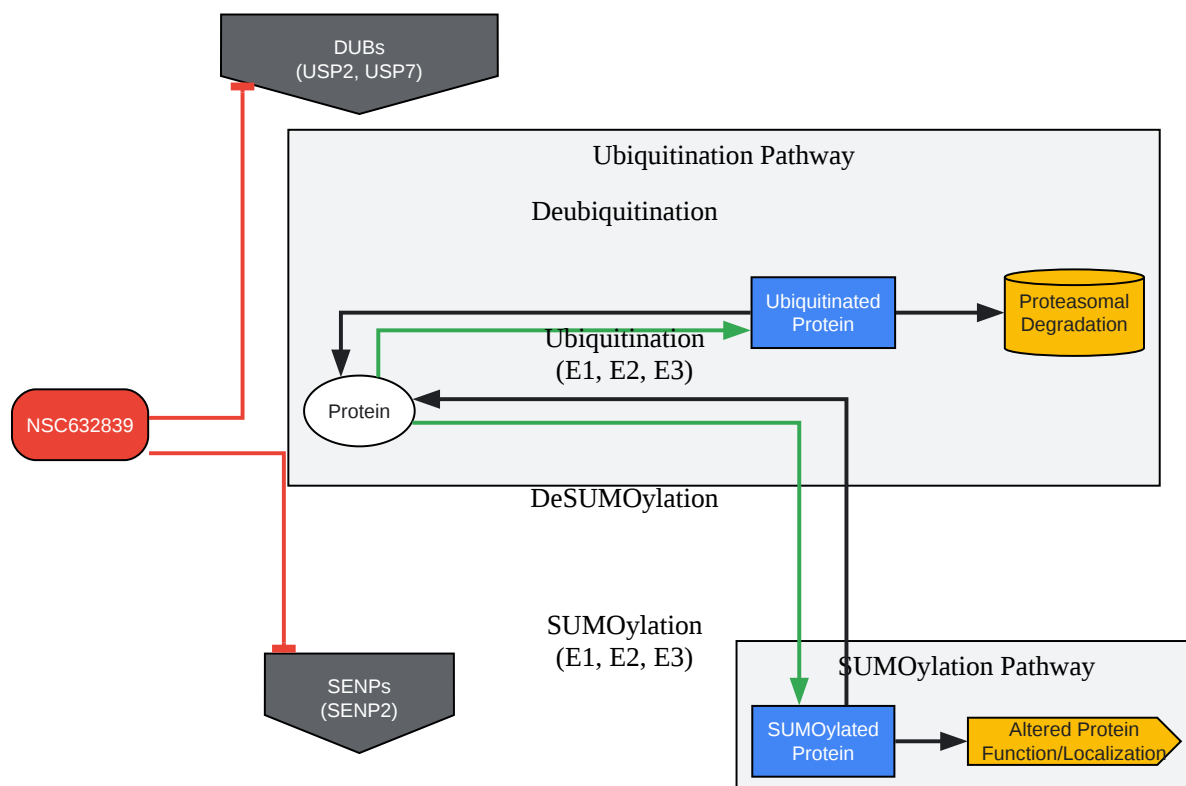 DUBs
(USP2, USP7)
Ubiquitination Pathway
Deubiquitination
Ubiquitinated
Protein
Proteasomal
Degradation
Ubiquitination
(E1, E2, E3)
Protein
NSC632839
DeSUMOylation
SUMOylation
(E1, E2, E3)
SUMOylation Pathway
SENPs
(SENP2)
SUMOylated
Protein
Altered Protein
Function/Localization